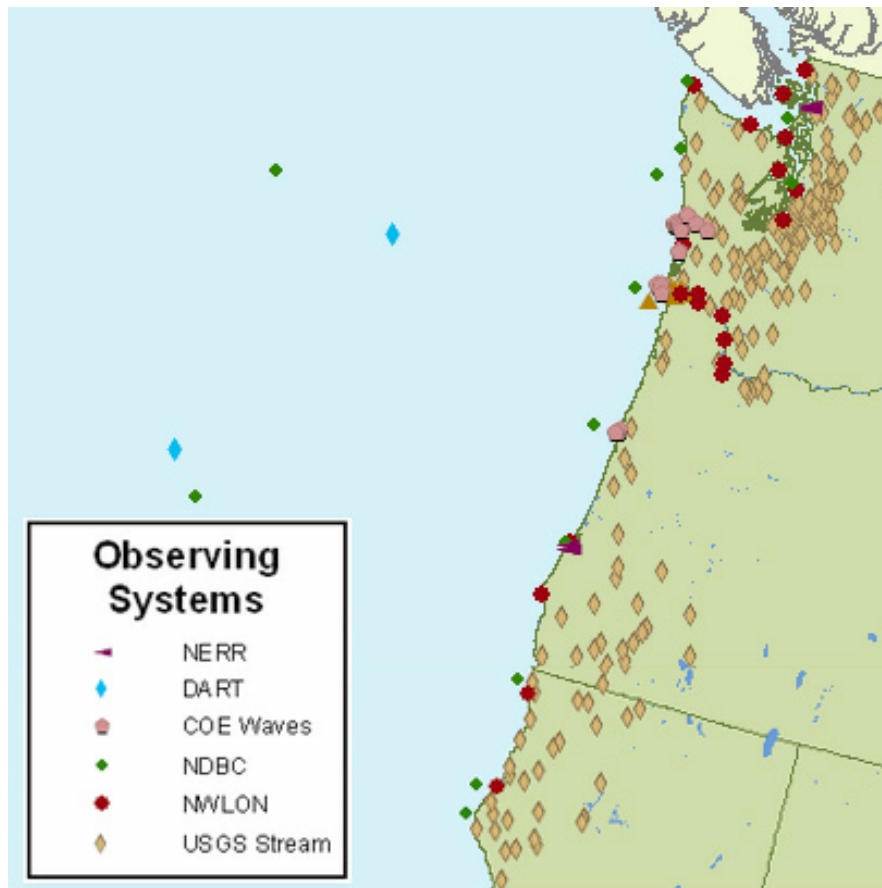 Observing
Systems
NERR
DART
COE Waves
NDBC
NWLON
USGS Stream